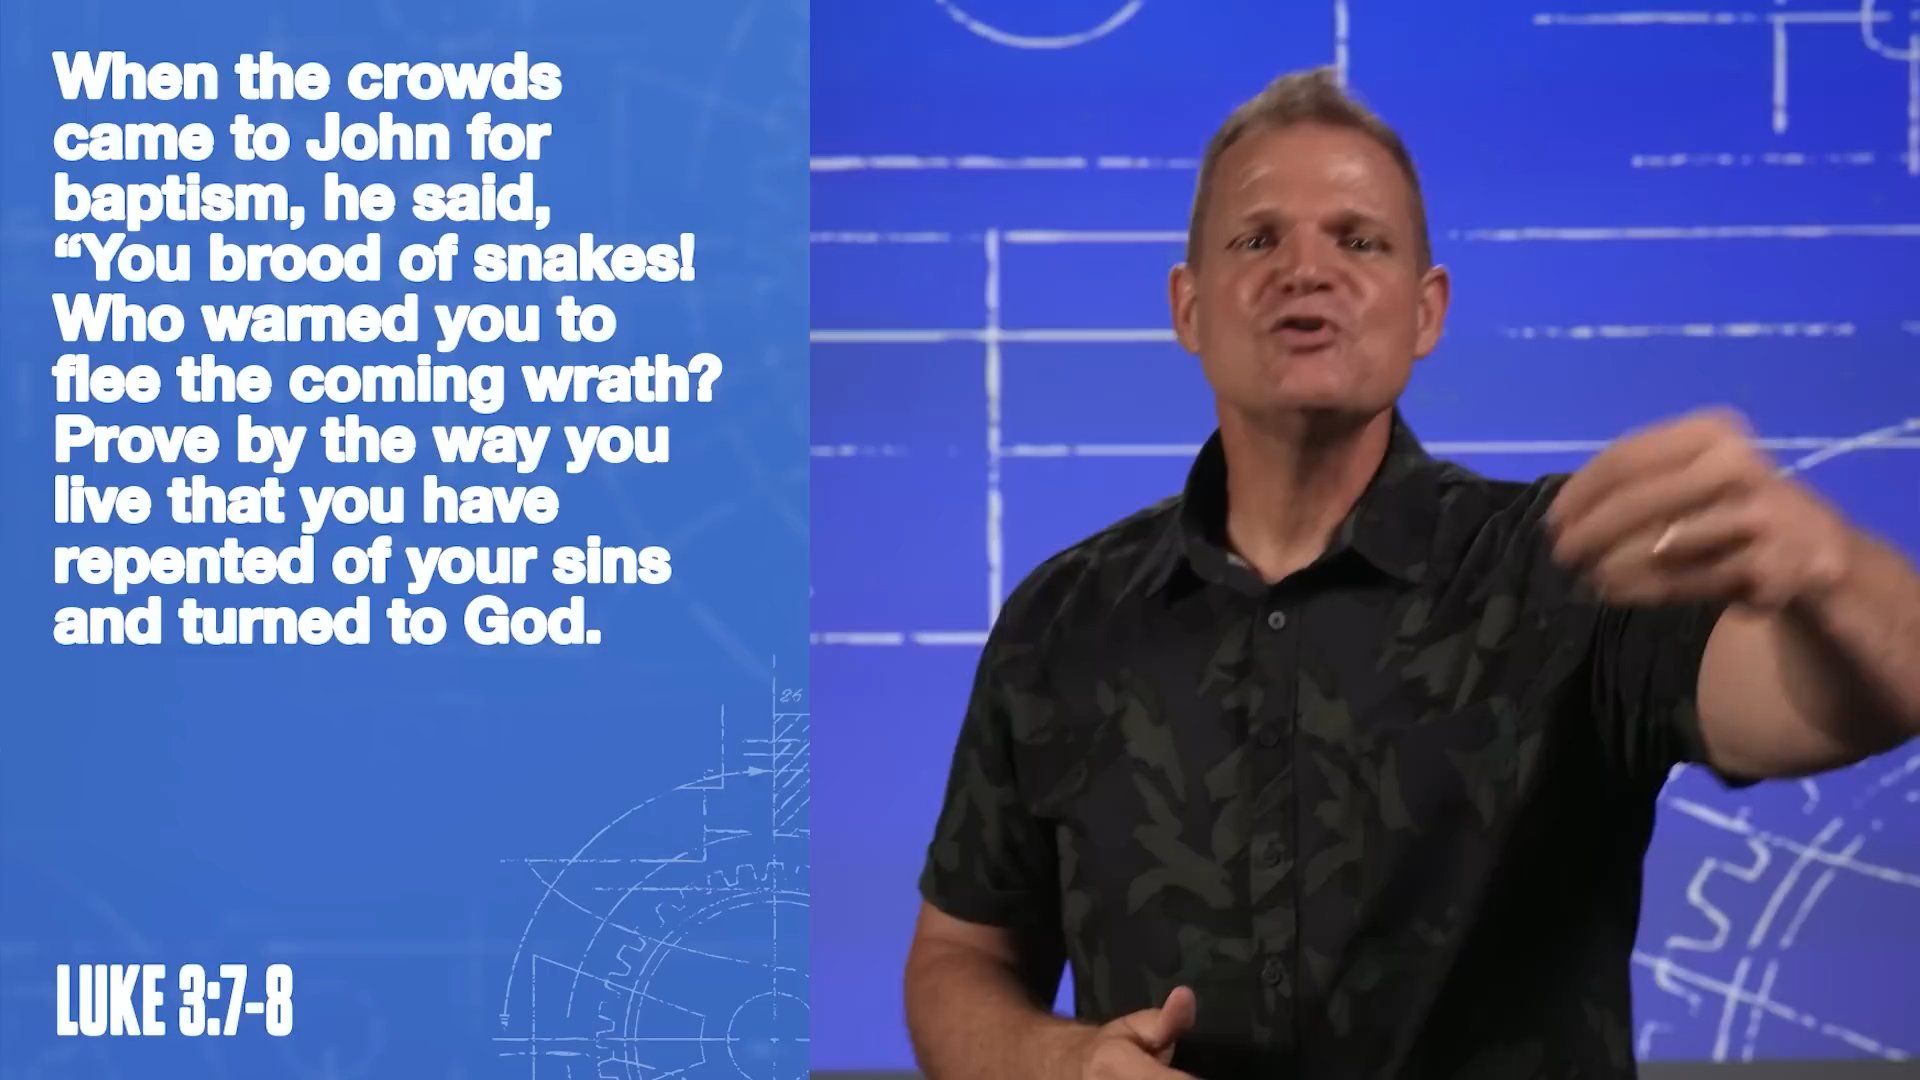 When the crowds
came to John for
baptism, he said,
“You brood of snakes!
Who warned you to
flee the coming wrath?
Prove by the way you
live that you have
repented of your sins
and turned to God.
26
LUKE 3:7-8